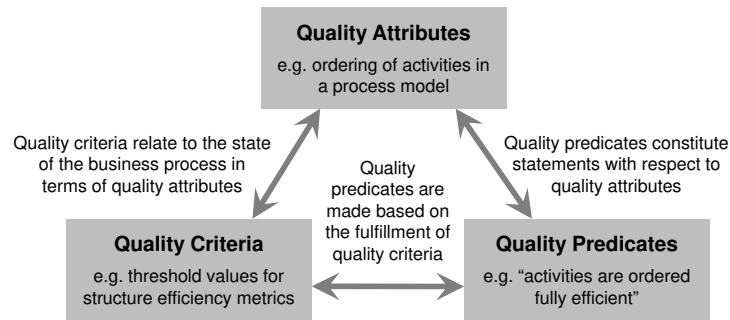 Quality Attributes
e.g. ordering of activities in
a process model
Quality criteria relate to the state
of the business process in
terms of quality attributes
Quality
predicates are
made based on
the fulfillment of
quality criteria
Quality predicates constitute
statements with respect to
quality attributes
Quality Criteria
e.g. threshold values for
structure efficiency metrics
Quality Predicates
e.g. “activities are ordered
fully efficient”